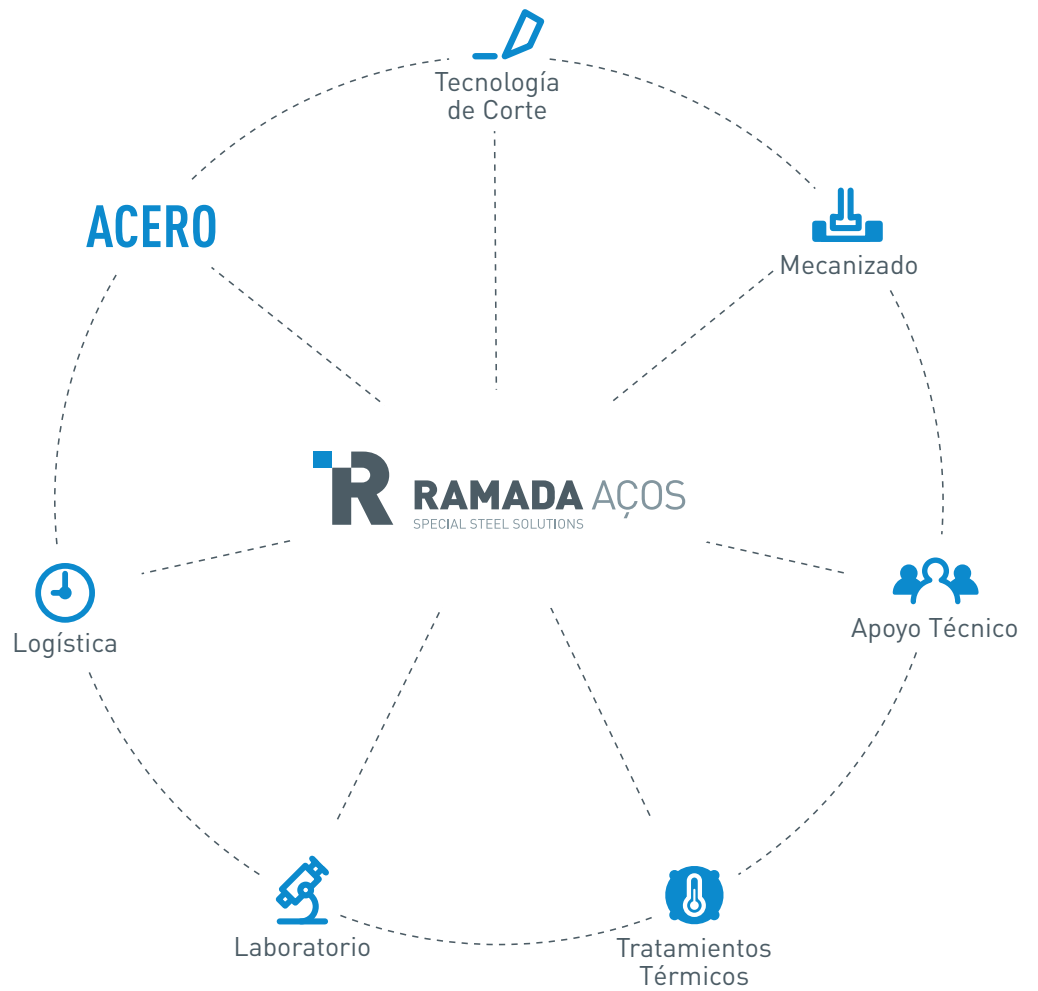 Tecnología
de Corte
ACERO
Mecanizado
RAMADA AÇOS
SPECIAL STEEL SOLUTIONS
Logística
Apoyo Técnico
Laboratorio
Tratamientos
Térmicos